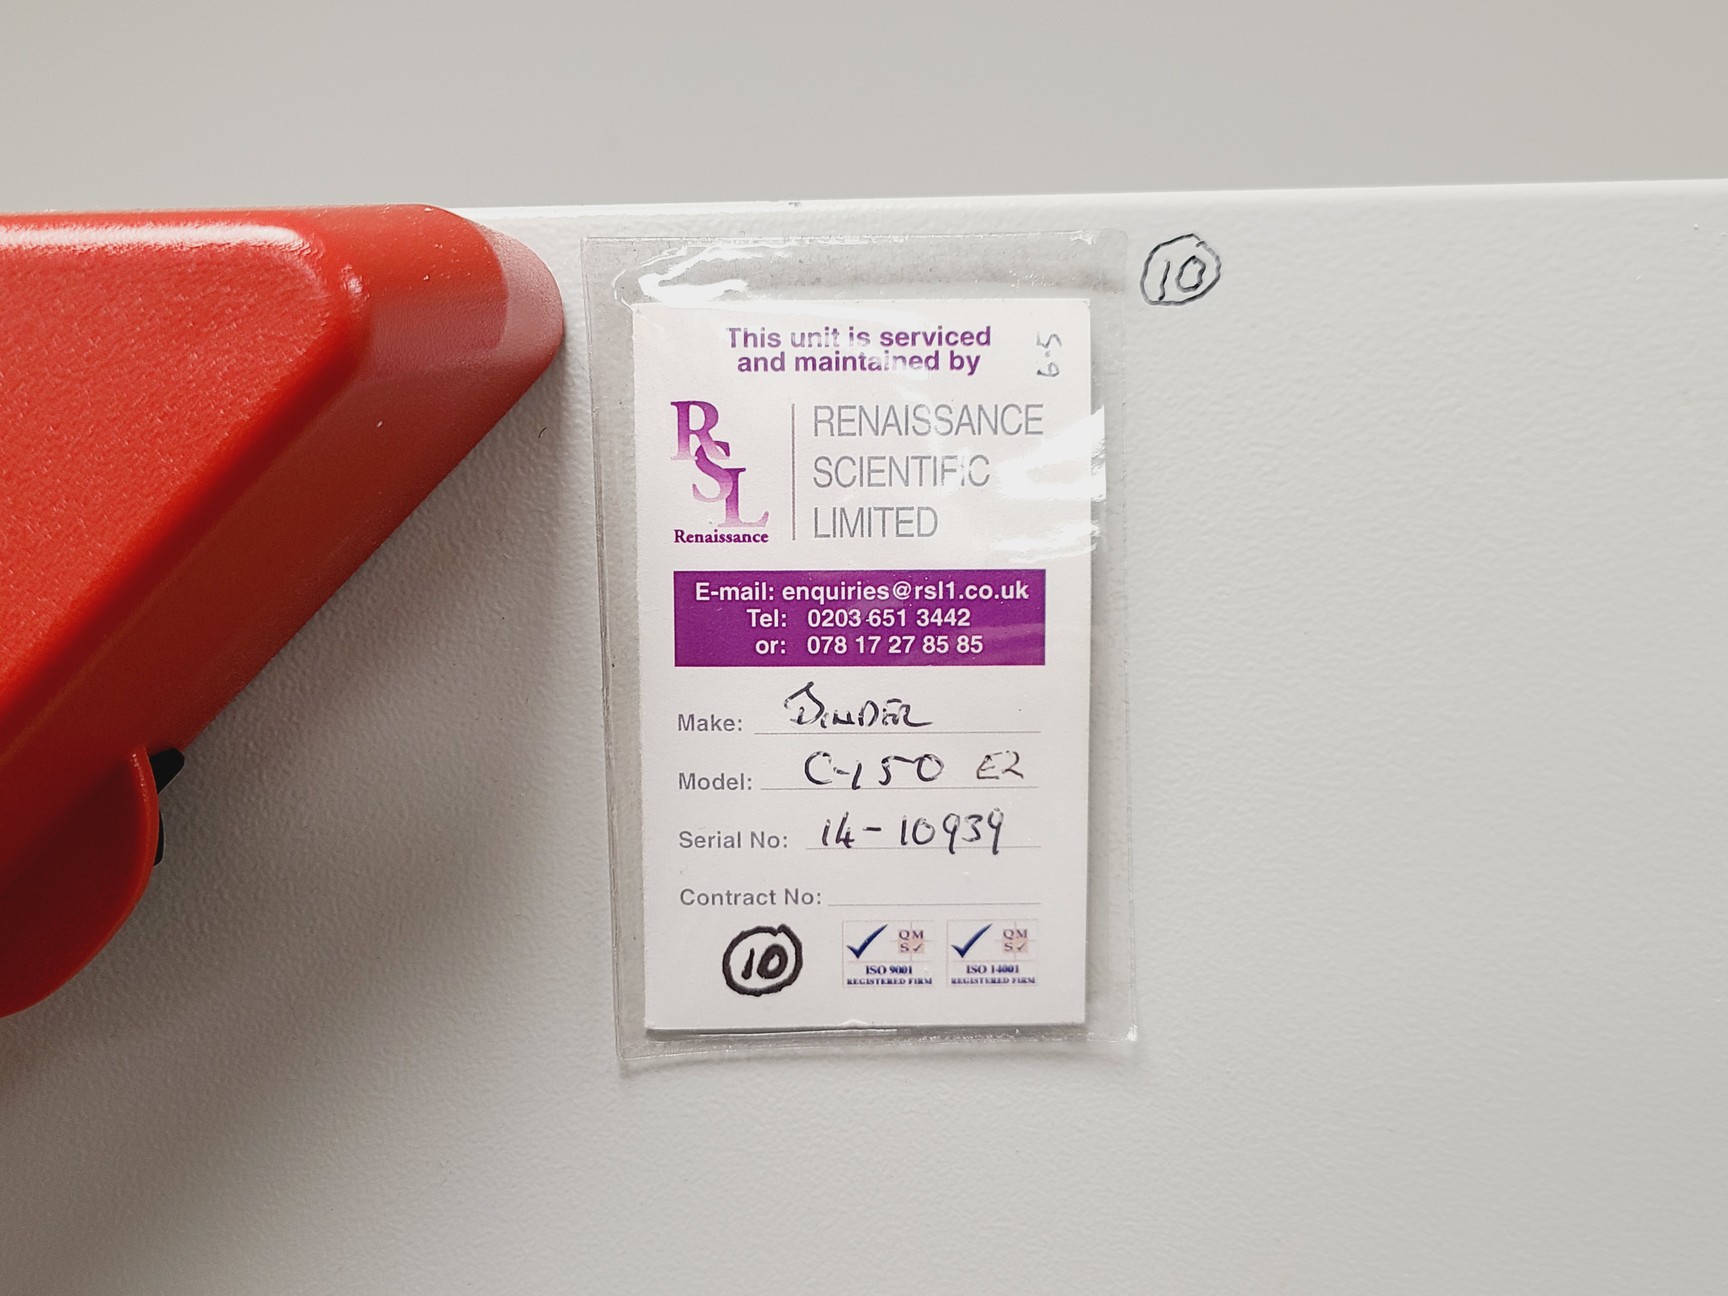 10
This unit is serviced
and maintained by
6.5
RSL
Renaissance
RENAISSANCE
SCIENTIFIC
LIMITED
E-mail: enquiries@rsl1.co.uk
Tel: 0203 651 3442
or: 078 17 27 85 85
Make: BINDER
Model: C-150 E2
Serial No: 14-10939
Contract No:
10
QM
S
ISO 9001
REGISTERED FIRM
QM
S
ISO 14001
REGISTERED FIRM